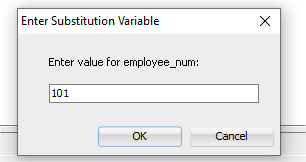 Enter Substitution Variable
Enter value for employee_num:
101
OK
Cancel